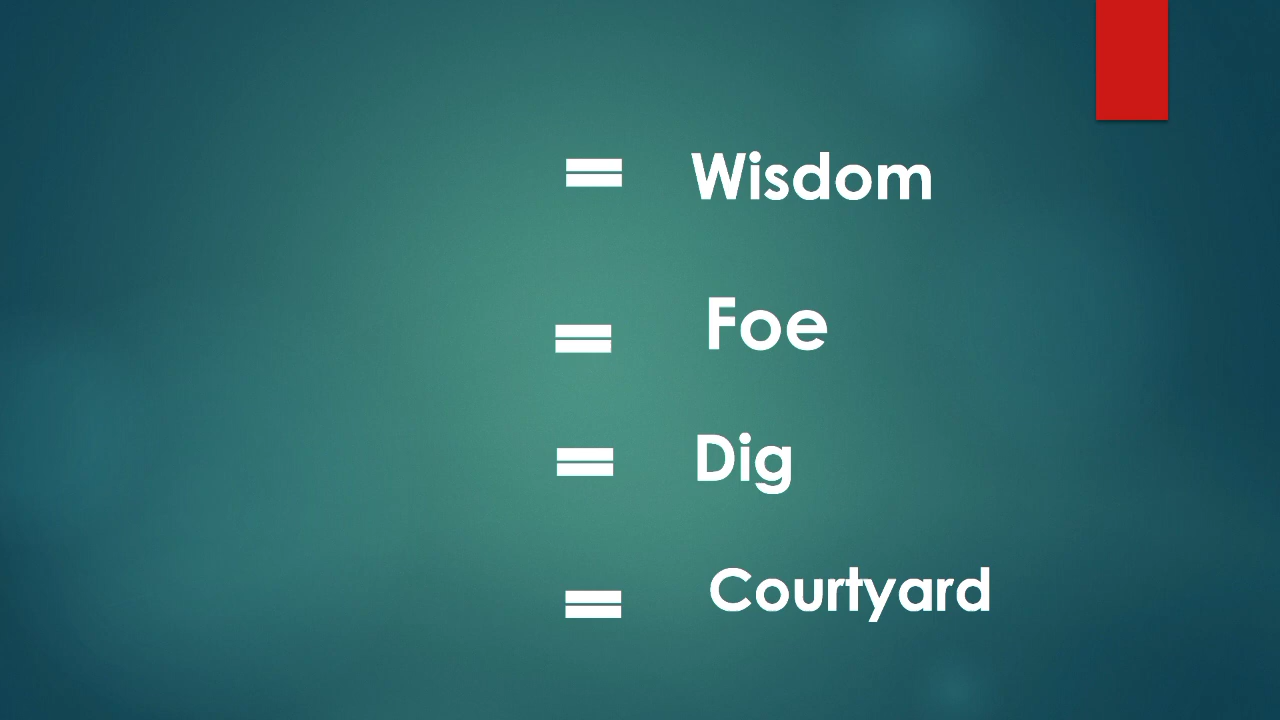 = Wisdom
= Foe
= Dig
= Courtyard